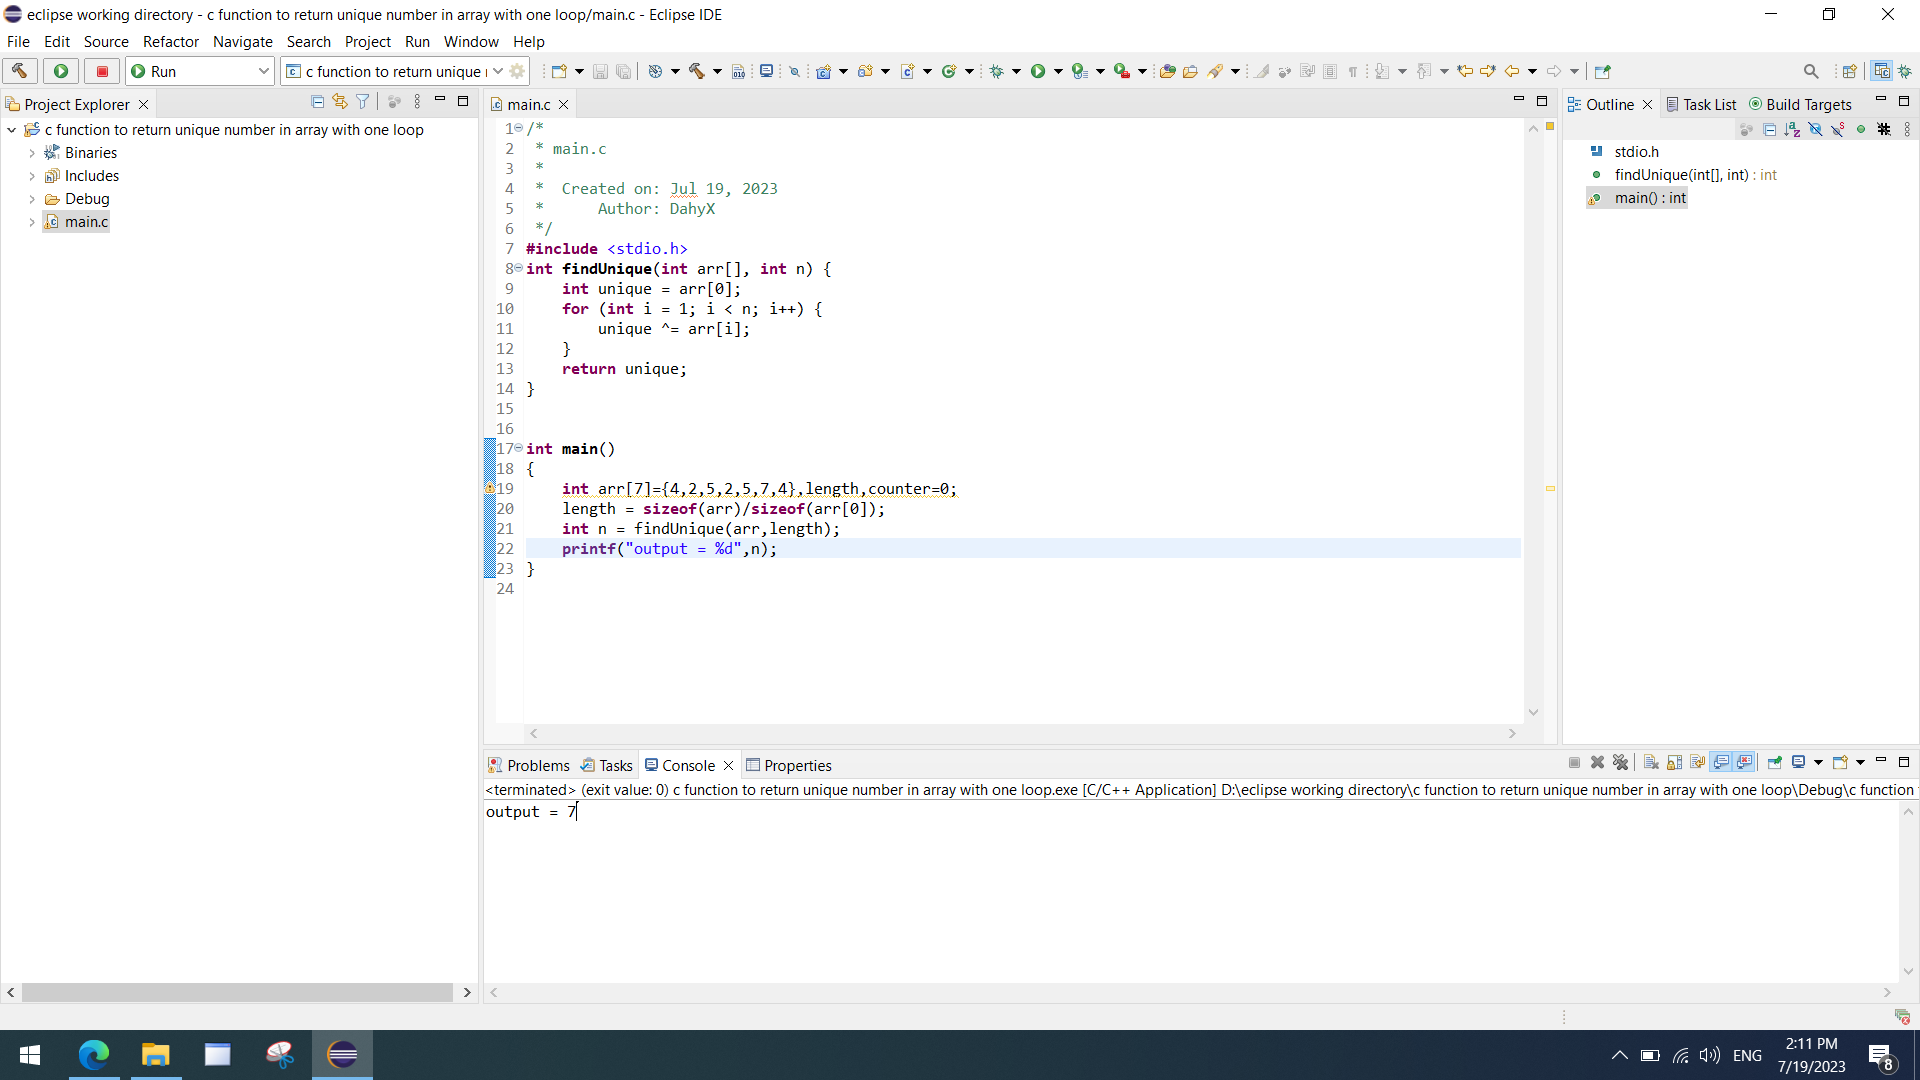 eclipse working directory - c function to return unique number in array with one loop/main.c - Eclipse IDE
File Edit Source Refactor Navigate Search Project Run Window Help
Run c function to return unique
Project Explorer
c function to return unique number in array with one loop
Binaries
Includes
Debug
main.c
main.c
1 /*
2  * main.c
3  *
4  *  Created on: Jul 19, 2023
5  *      Author: DahyX
6  */
7 #include <stdio.h>
8 int findUnique(int arr[], int n) {
9     int unique = arr[0];
10     for (int i = 1; i < n; i++) {
11         unique ^= arr[i];
12     }
13     return unique;
14 }
15
16
17 int main()
18 {
19     int arr[7]={4,2,5,2,5,7,4},length,counter=0;
20     length = sizeof(arr)/sizeof(arr[0]);
21     int n = findUnique(arr,length);
22     printf("output = %d",n);
23 }
24
Outline Task List Build Targets
stdio.h
findUnique(int[], int) : int
main() : int
Problems Tasks Console Properties
<terminated> (exit value: 0) c function to return unique number in array with one loop.exe [C/C++ Application] D:\eclipse working directory\c function to return unique number in array with one loop\Debug\c function
output = 7
ENG
2:11 PM
7/19/2023
8